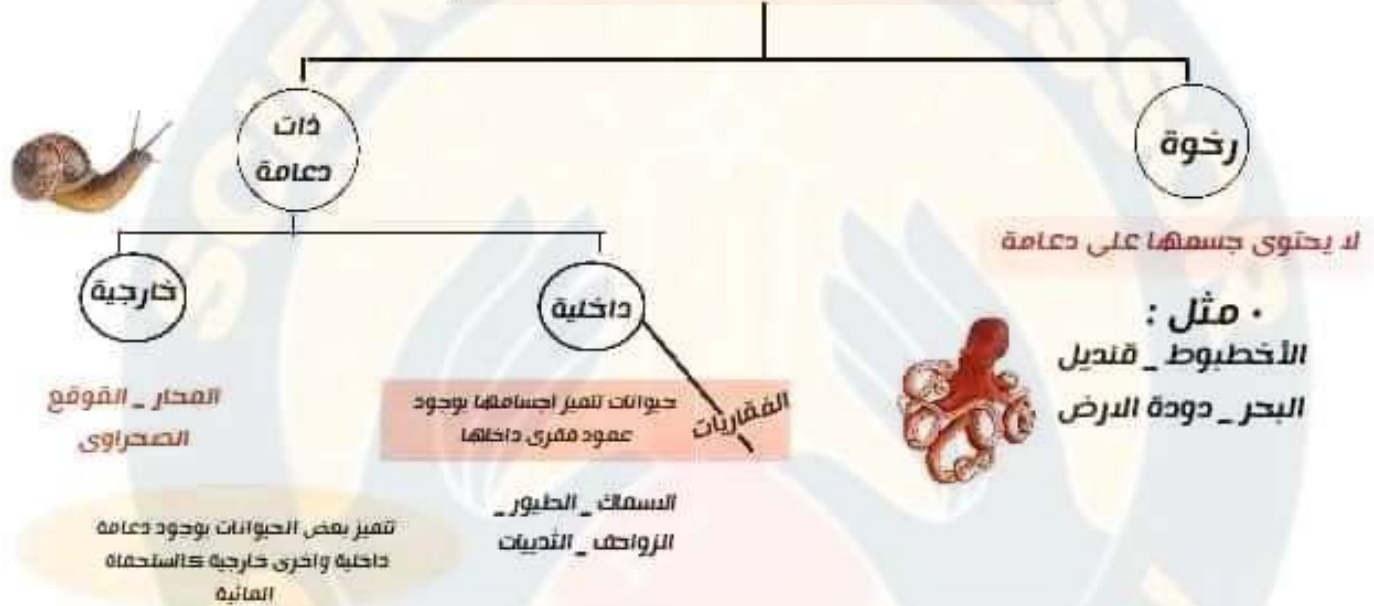 رخوة
لا يحتوى جسمها على دعامة
• مثل :
الأخطبوط _ قنديل
البحر _ دودة الارض
ذات
دعامة
داخلية
الفقاريات
حيوانات تتميز اجسامها بوجود
عمود فقرى داخلها
الاسماك _ الطيور _
الزواحف _ الثدييات
خارجية
المحار _ القوقع
الصحراوى
تتميز بعض الحيوانات بوجود دعامة
داخلية واخرى خارجية كالسلحفاة
المائية